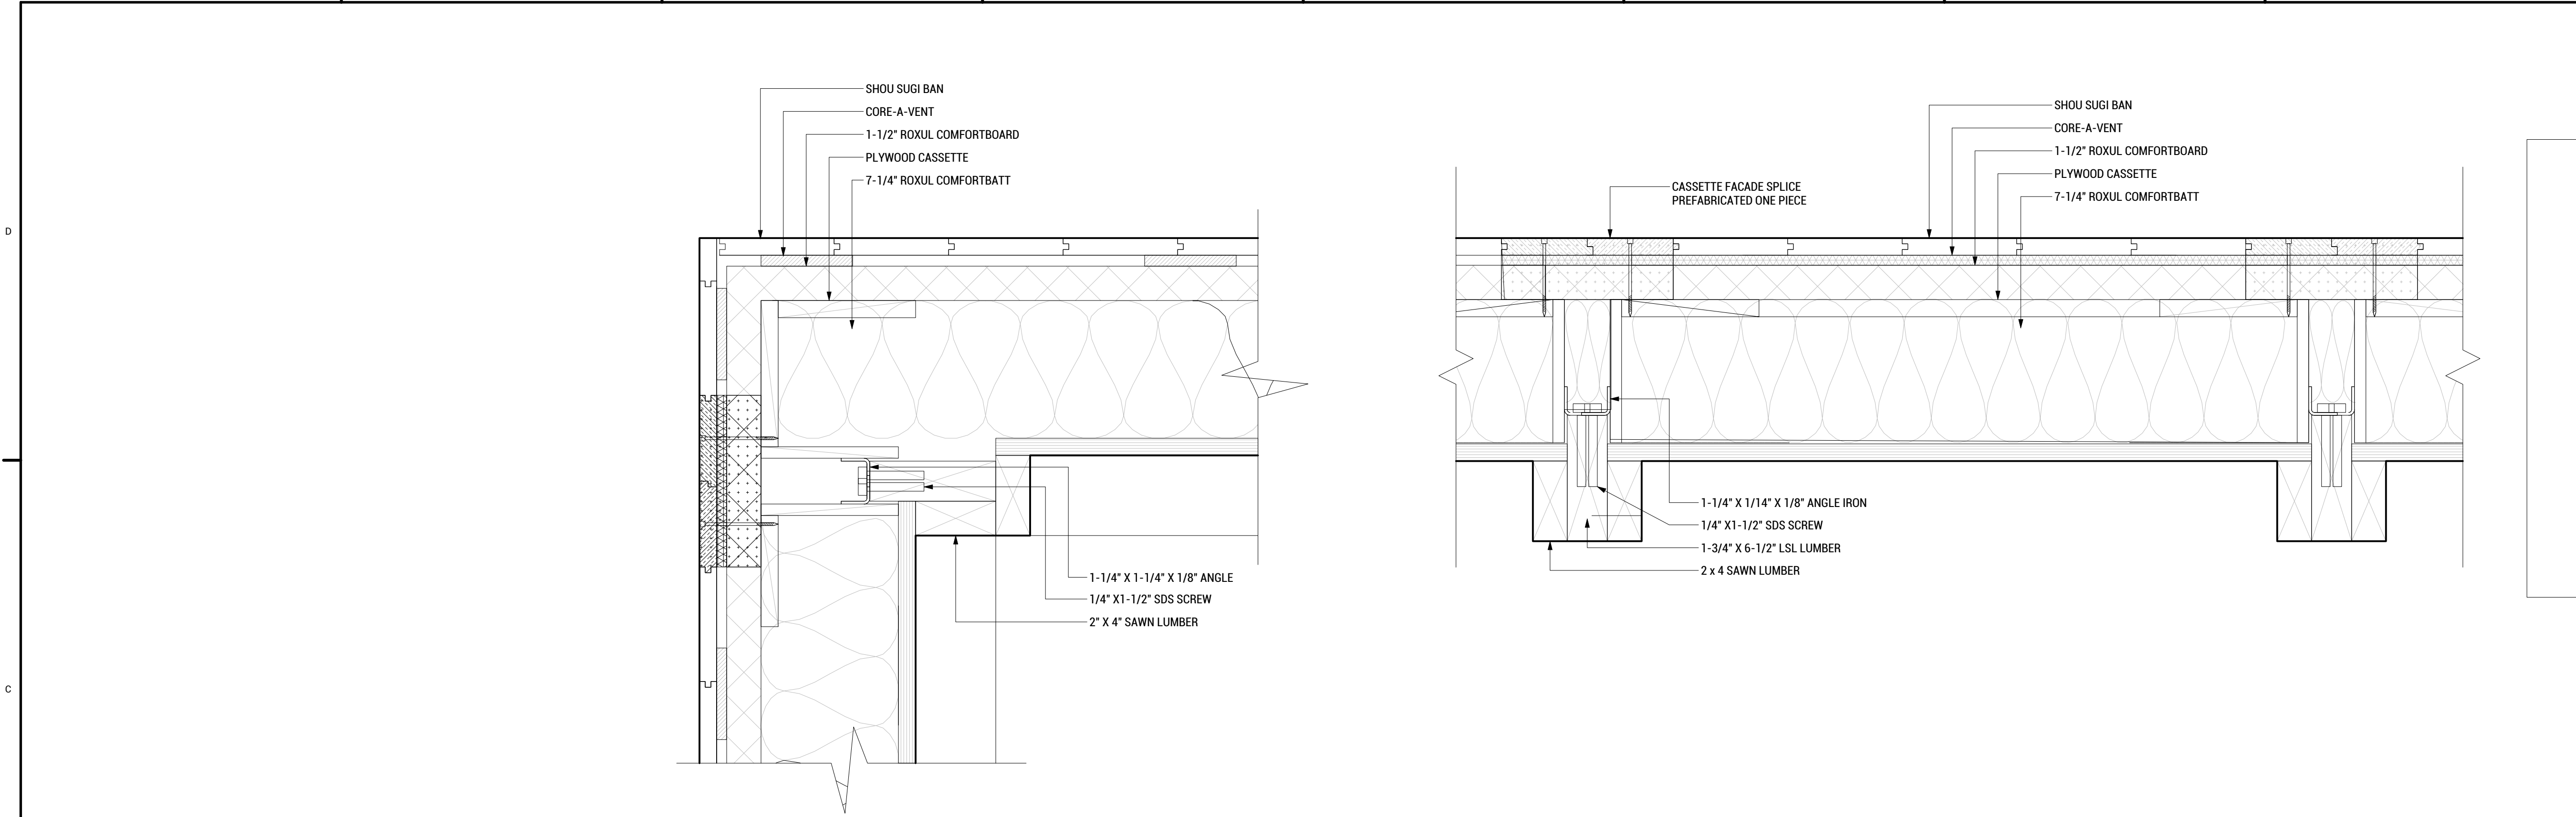 SHOU SUGI BAN
CORE-A-VENT
1-1/2" ROXUL COMFORTBOARD
PLYWOOD CASSETTE
7-1/4" ROXUL COMFORTBATT
1-1/4" X 1-1/4" X 1/8" ANGLE
1/4" X1-1/2" SDS SCREW
2" X 4" SAWN LUMBER
CASSETTE FACADE SPLICE
PREFABRICATED ONE PIECE
SHOU SUGI BAN
CORE-A-VENT
1-1/2" ROXUL COMFORTBOARD
PLYWOOD CASSETTE
7-1/4" ROXUL COMFORTBATT
1-1/4" X 1/14" X 1/8" ANGLE IRON
1/4" X1-1/2" SDS SCREW
1-3/4" X 6-1/2" LSL LUMBER
2 x 4 SAWN LUMBER
D
C